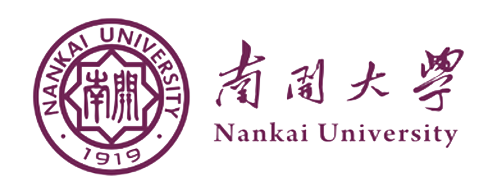 NANKAI UNIVERSITY
南開
· 1919 ·
南開大學
Nankai University